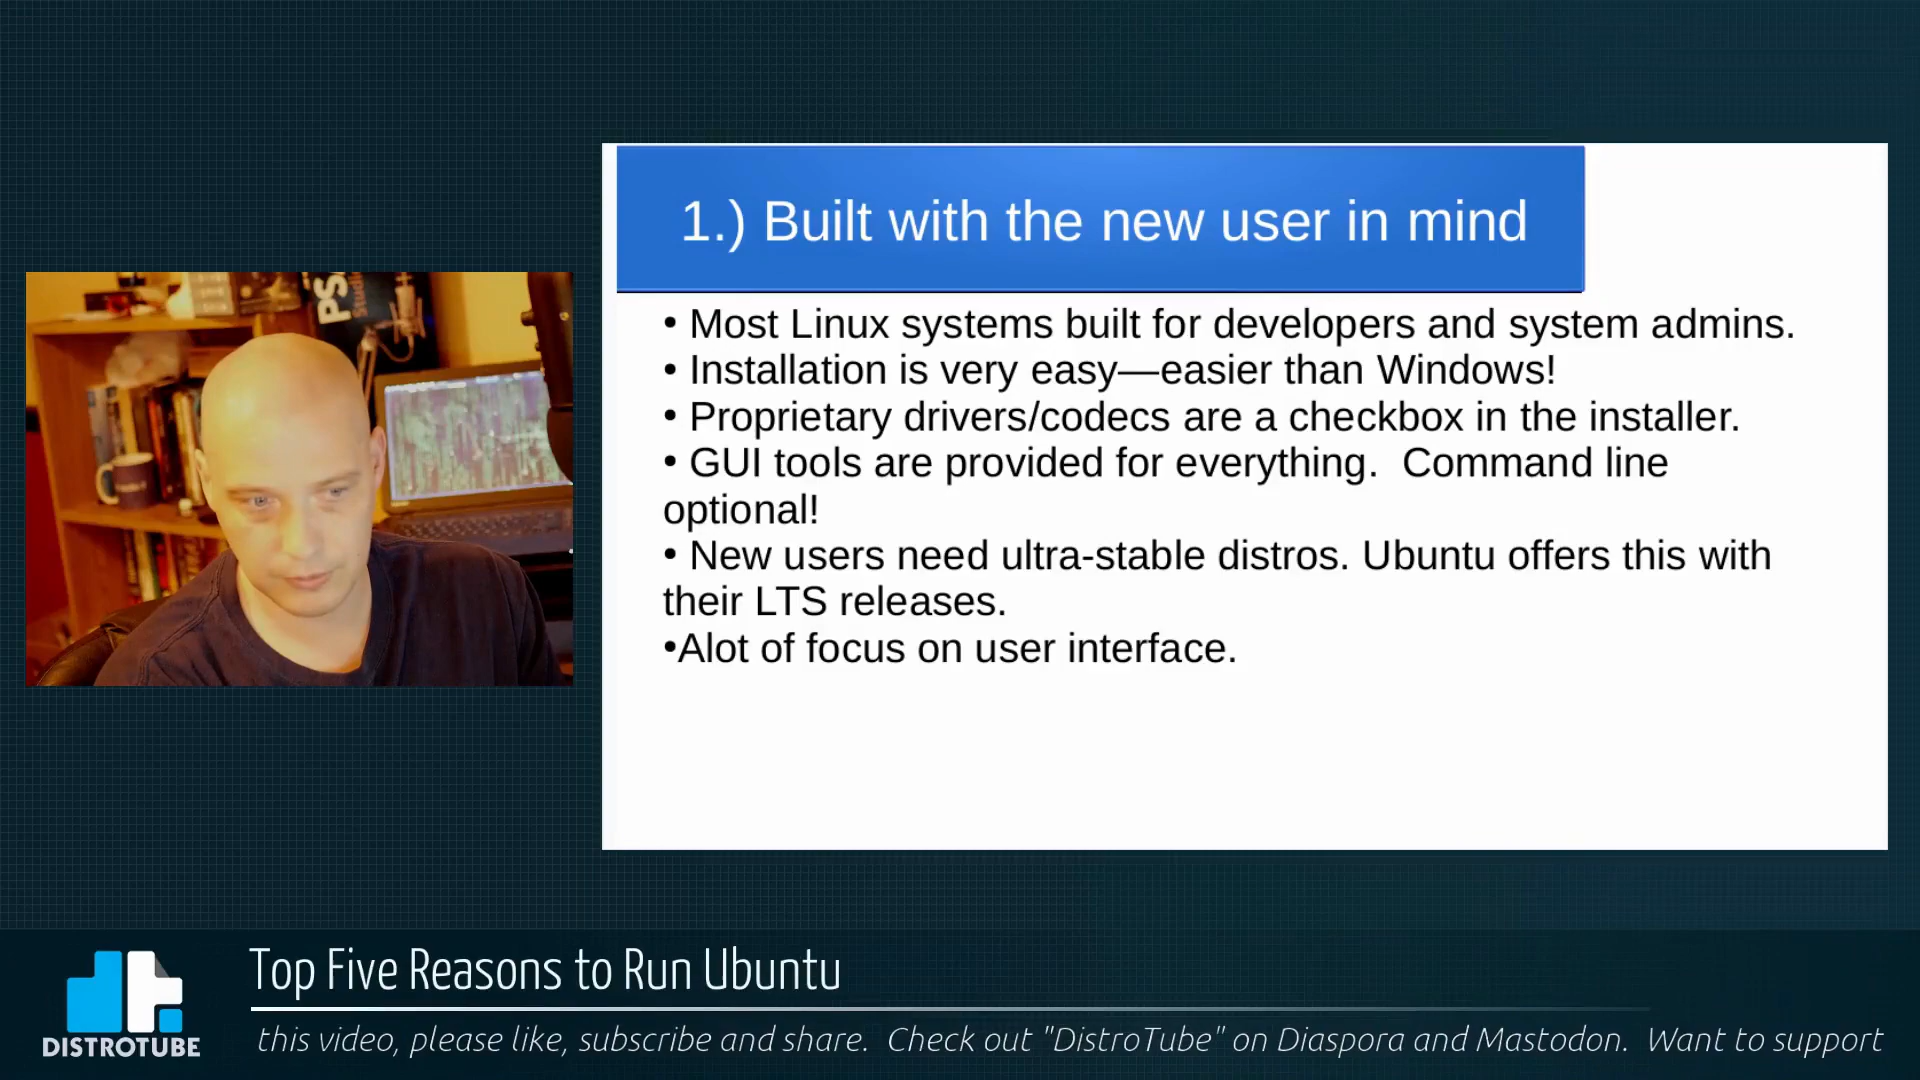 1.) Built with the new user in mind
• Most Linux systems built for developers and system admins.
• Installation is very easy—easier than Windows!
• Proprietary drivers/codecs are a checkbox in the installer.
• GUI tools are provided for everything.  Command line
optional!
• New users need ultra-stable distros. Ubuntu offers this with
their LTS releases.
•Alot of focus on user interface.
PS
Studio
Top Five Reasons to Run Ubuntu
this video, please like, subscribe and share.  Check out "DistroTube" on Diaspora and Mastodon.  Want to support
DISTROTUBE